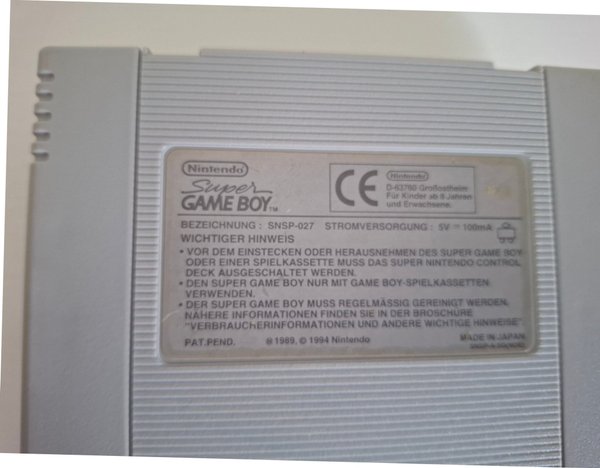 Nintendo
Super
GAME BOY™
CE
Nintendo
D-63760 Großostheim
Für Kinder ab 8 Jahren
und Erwachsene.
BEZEICHNUNG : SNSP-027 STROMVERSORGUNG : 5V ⎓ 100mA
WICHTIGER HINWEIS
• VOR DEM EINSTECKEN ODER HERAUSNEHMEN DES SUPER GAME BOY
ODER EINER SPIELKASSETTE MUSS DAS SUPER NINTENDO CONTROL
DECK AUSGESCHALTET WERDEN.
• DEN SUPER GAME BOY NUR MIT GAME BOY-SPIELKASSETTEN
VERWENDEN.
• DER SUPER GAME BOY MUSS REGELMÄSSIG GEREINIGT WERDEN.
NÄHERE INFORMATIONEN FINDEN SIE IN DER BROSCHÜRE
"VERBRAUCHERINFORMATIONEN UND ANDERE WICHTIGE HINWEISE".
PAT.PEND. ® 1989, © 1994 Nintendo MADE IN JAPAN